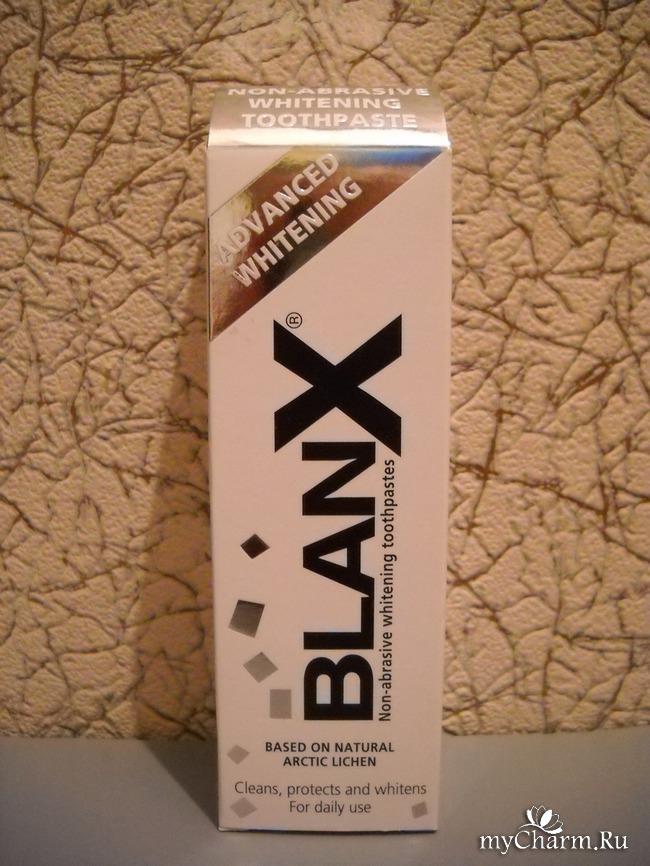 NON-ABRASIVE
WHITENING
TOOTHPASTE
ADVANCED
WHITENING
BLANX®
Non-abrasive whitening toothpastes
BASED ON NATURAL
ARCTIC LICHEN
Cleans, protects and whitens
For daily use
myCharm.Ru